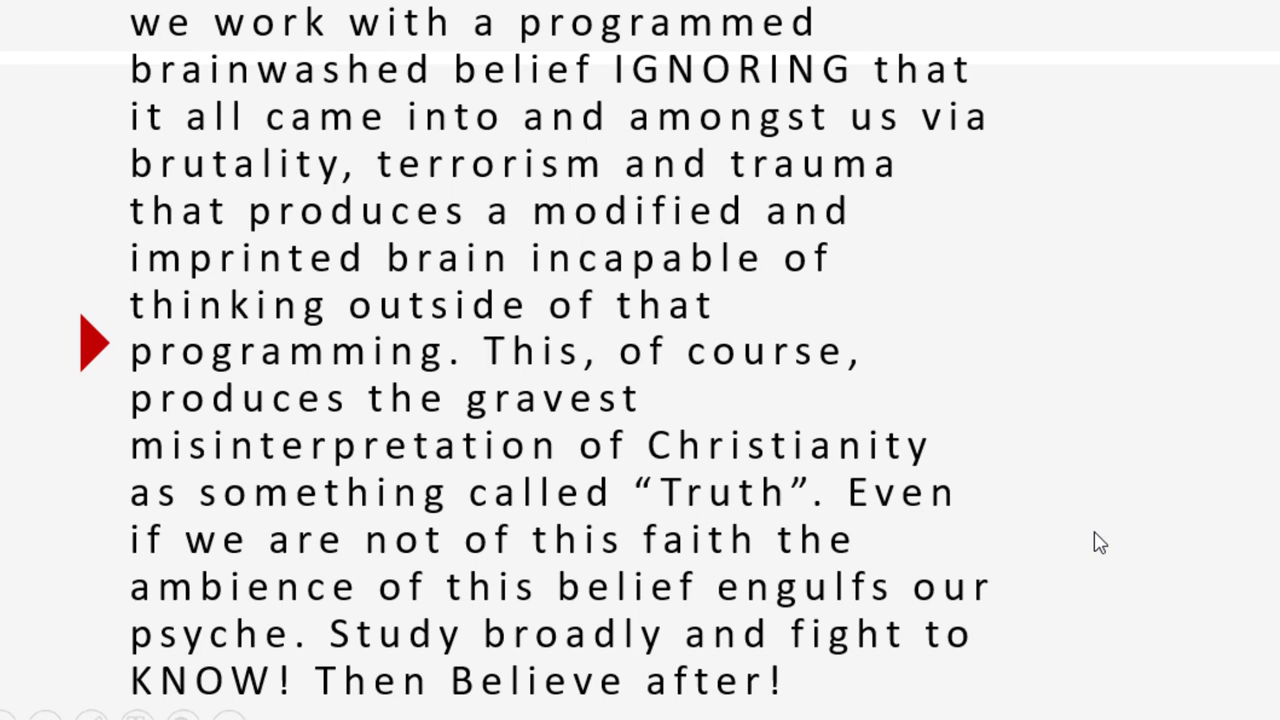 we work with a programmed
brainwashed belief IGNORING that
it all came into and amongst us via
brutality, terrorism and trauma
that produces a modified and
imprinted brain incapable of
thinking outside of that
programming. This, of course,
produces the gravest
misinterpretation of Christianity
as something called “Truth”. Even
if we are not of this faith the
ambience of this belief engulfs our
psyche. Study broadly and fight to
KNOW! Then Believe after!